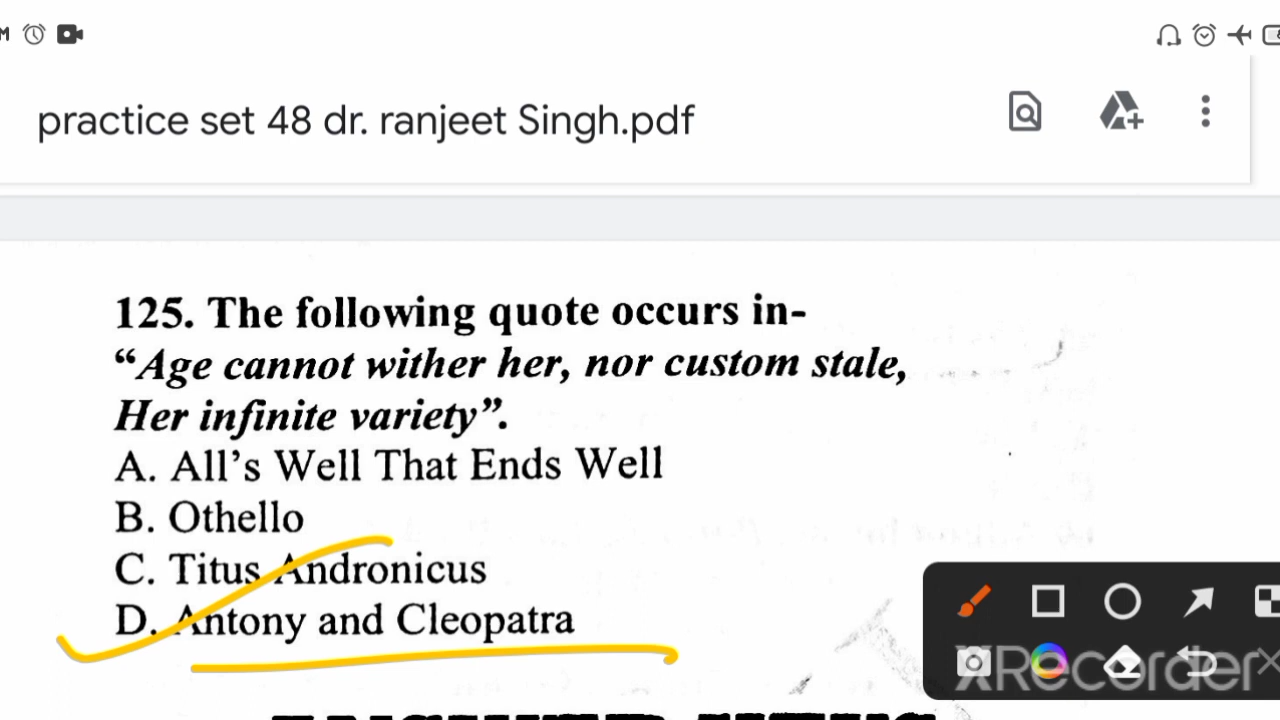 M
practice set 48 dr. ranjeet Singh.pdf
125. The following quote occurs in-
“Age cannot wither her, nor custom stale,
Her infinite variety”.
A. All’s Well That Ends Well
B. Othello
C. Titus Andronicus
D. Antony and Cleopatra
XRecorder